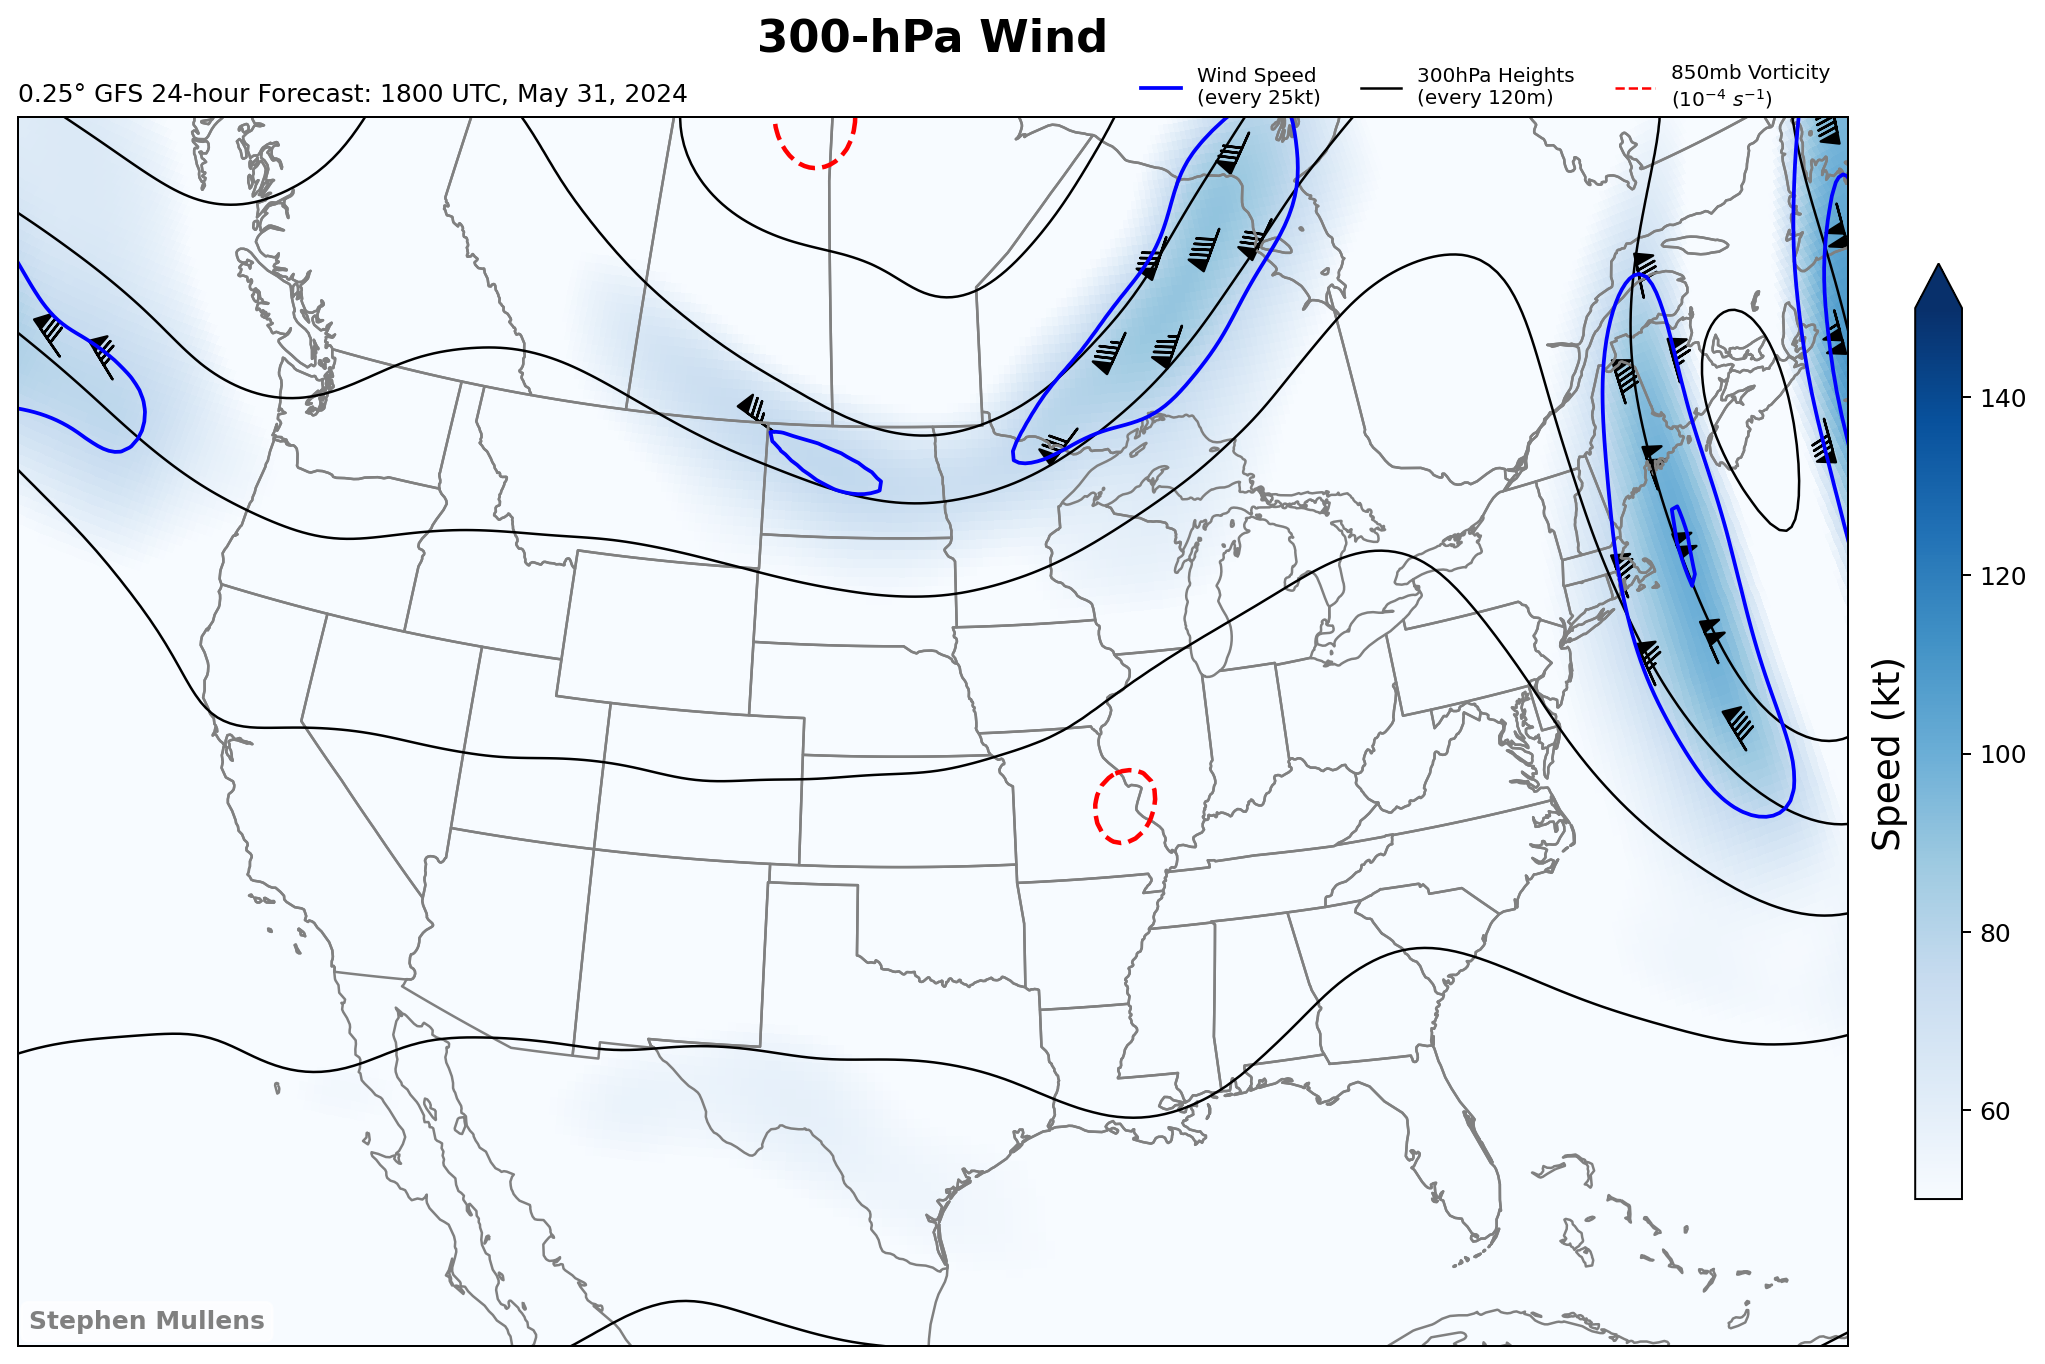 300-hPa Wind
0.25° GFS 24-hour Forecast: 1800 UTC, May 31, 2024
Wind Speed
(every 25kt)
300hPa Heights
(every 120m)
850mb Vorticity
(10⁻⁴ s⁻¹)
140
120
100
80
60
Speed (kt)
Stephen Mullens